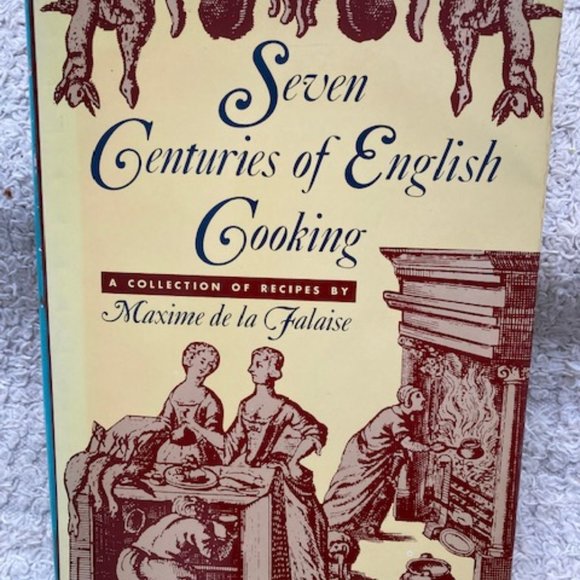 Seven
Centuries of English
Cooking
A COLLECTION OF RECIPES BY
Maxime de la Falaise